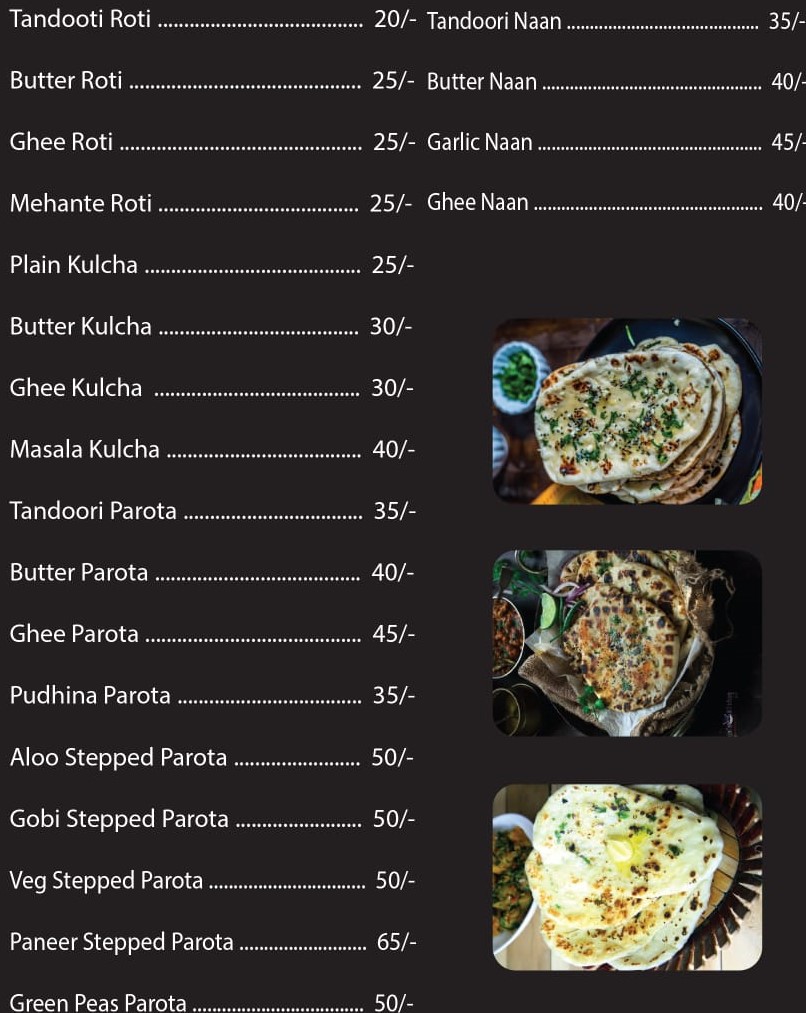 Tandooti Roti ....................................... 20/-
Butter Roti ............................................ 25/-
Ghee Roti .............................................. 25/-
Mehante Roti ...................................... 25/-
Plain Kulcha ......................................... 25/-
Butter Kulcha ...................................... 30/-
Ghee Kulcha ....................................... 30/-
Masala Kulcha ..................................... 40/-
Tandoori Parota .................................. 35/-
Butter Parota ....................................... 40/-
Ghee Parota ......................................... 45/-
Pudhina Parota ................................... 35/-
Aloo Stepped Parota ........................ 50/-
Gobi Stepped Parota ........................ 50/-
Veg Stepped Parota .............................. 50/-
Paneer Stepped Parota ........................ 65/-
Green Peas Parota ................................. 50/-
Tandoori Naan .......................................... 35/-
Butter Naan ................................................ 40/-
Garlic Naan ................................................. 45/-
Ghee Naan .................................................. 40/-